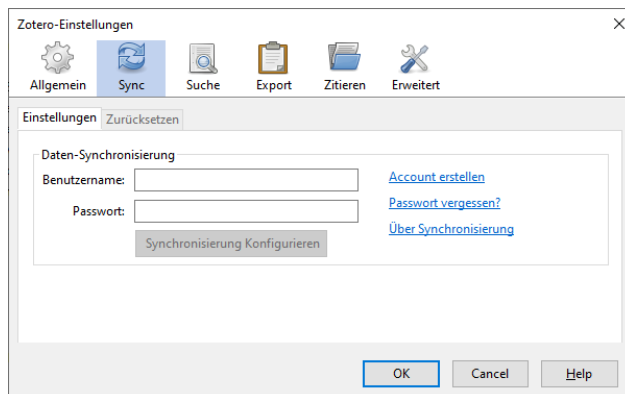 Zotero-Einstellungen
Allgemein Sync Suche Export Zitieren Erweitert
Einstellungen Zurücksetzen
Daten-Synchronisierung
Benutzername: Account erstellen
Passwort: Passwort vergessen?
Über Synchronisierung
Synchronisierung Konfigurieren
OK Cancel Help